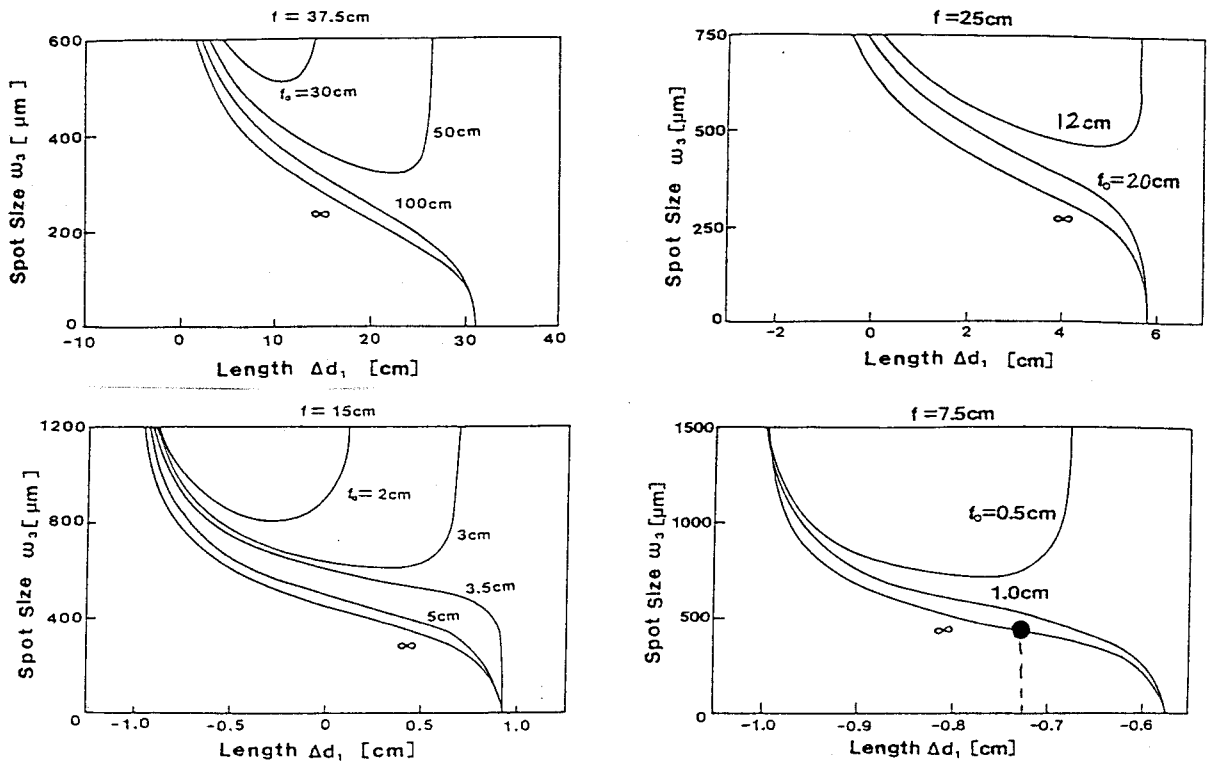 f = 37.5cm
600
400
200
0
-10
0
10
20
30
40
Spot Size ω₃ [μm]
Length Δd₁ [cm]
f₀=30cm
50cm
100cm
∞
f=25cm
750
500
250
0
-2
0
2
4
6
Spot Size ω₃ [μm]
Length Δd₁ [cm]
12cm
f₀=20cm
∞
f = 15cm
1200
800
400
0
-1.0
-0.5
0
0.5
1.0
Spot Size ω₃ [μm]
Length Δd₁ [cm]
f₀= 2cm
3cm
3.5cm
5cm
∞
f=7.5cm
1500
1000
500
0
-1.0
-0.9
-0.8
-0.7
-0.6
Spot Size ω₃ [μm]
Length Δd₁ [cm]
f₀=0.5cm
1.0cm
∞